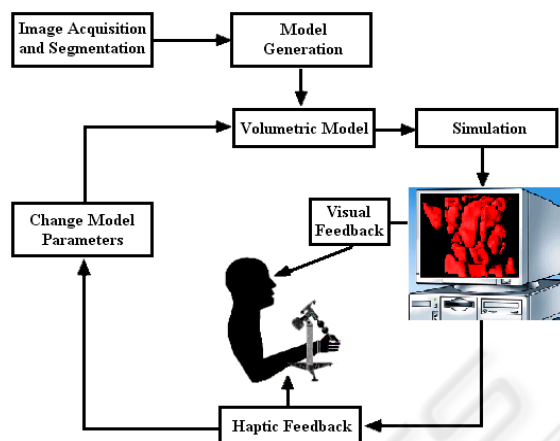 Image Acquisition
and Segmentation
Model
Generation
Volumetric Model
Simulation
Visual
Feedback
Change Model
Parameters
Haptic Feedback